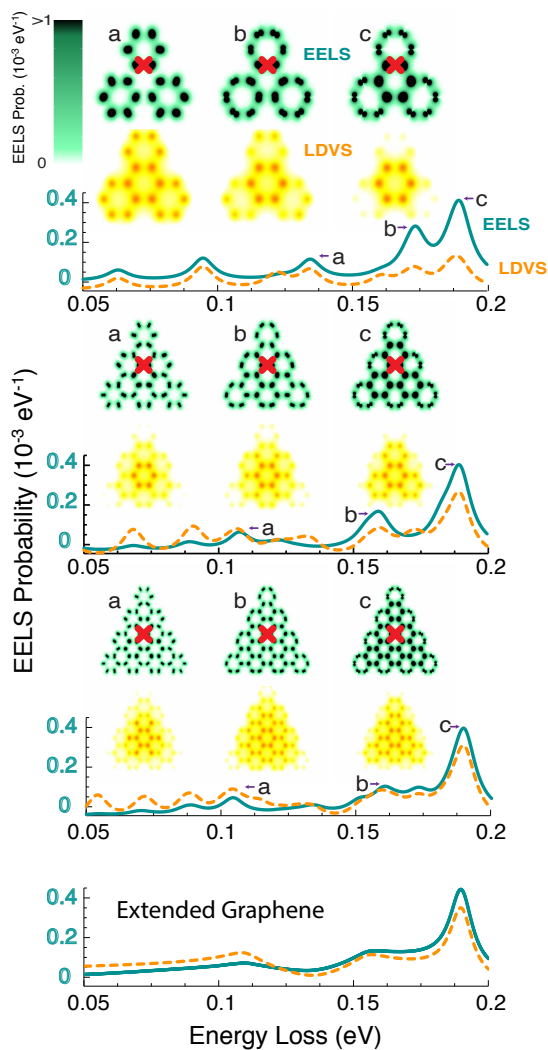 >1
EELS Prob. (10⁻³ eV⁻¹)
0
a
b
c
EELS
LDVS
0.4
0.2
0
a
b
c
EELS
LDVS
0.05
0.1
0.15
0.2
a
b
c
0.4
0.2
0
a
b
c
0.05
0.1
0.15
0.2
a
b
c
0.4
0.2
0
a
b
c
0.05
0.1
0.15
0.2
EELS Probability (10⁻³ eV⁻¹)
Extended Graphene
0.4
0.2
0
0.05
0.1
0.15
0.2
Energy Loss (eV)